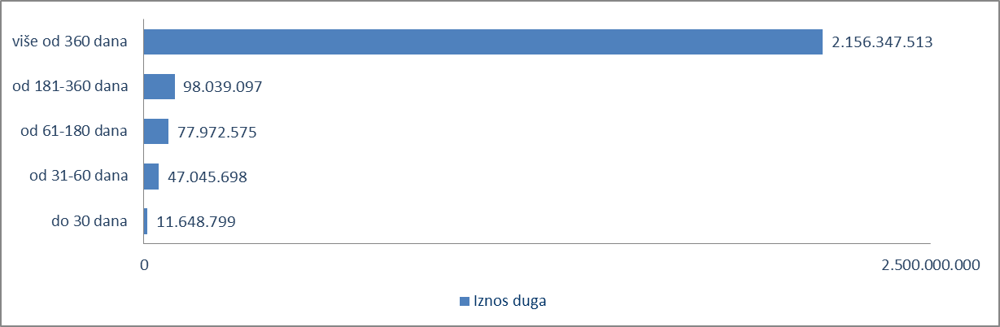 više od 360 dana 2.156.347.513
od 181-360 dana 98.039.097
od 61-180 dana 77.972.575
od 31-60 dana 47.045.698
do 30 dana 11.648.799
0 2.500.000.000
Iznos duga